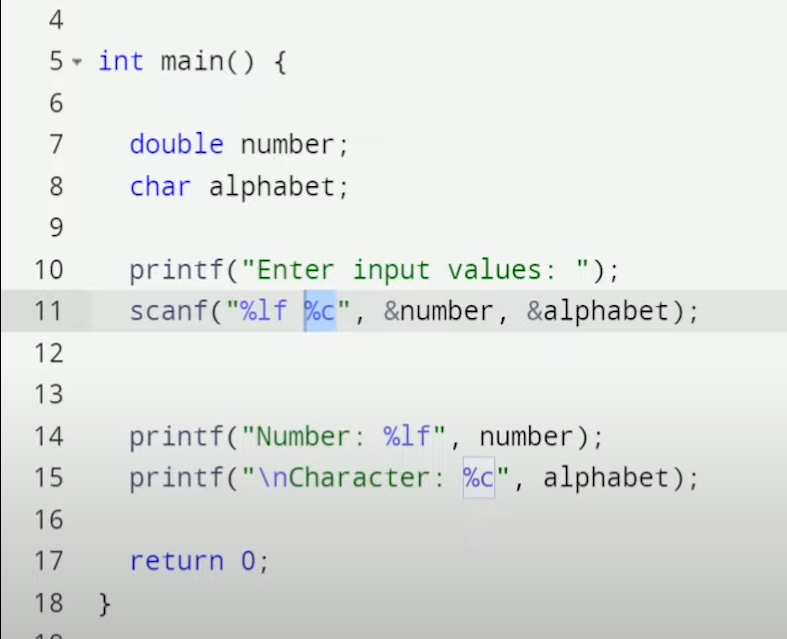 4
5 int main() {
6
7 double number;
8 char alphabet;
9
10 printf("Enter input values: ");
11 scanf("%lf %c", &number, &alphabet);
12
13
14 printf("Number: %lf", number);
15 printf("\nCharacter: %c", alphabet);
16
17 return 0;
18 }